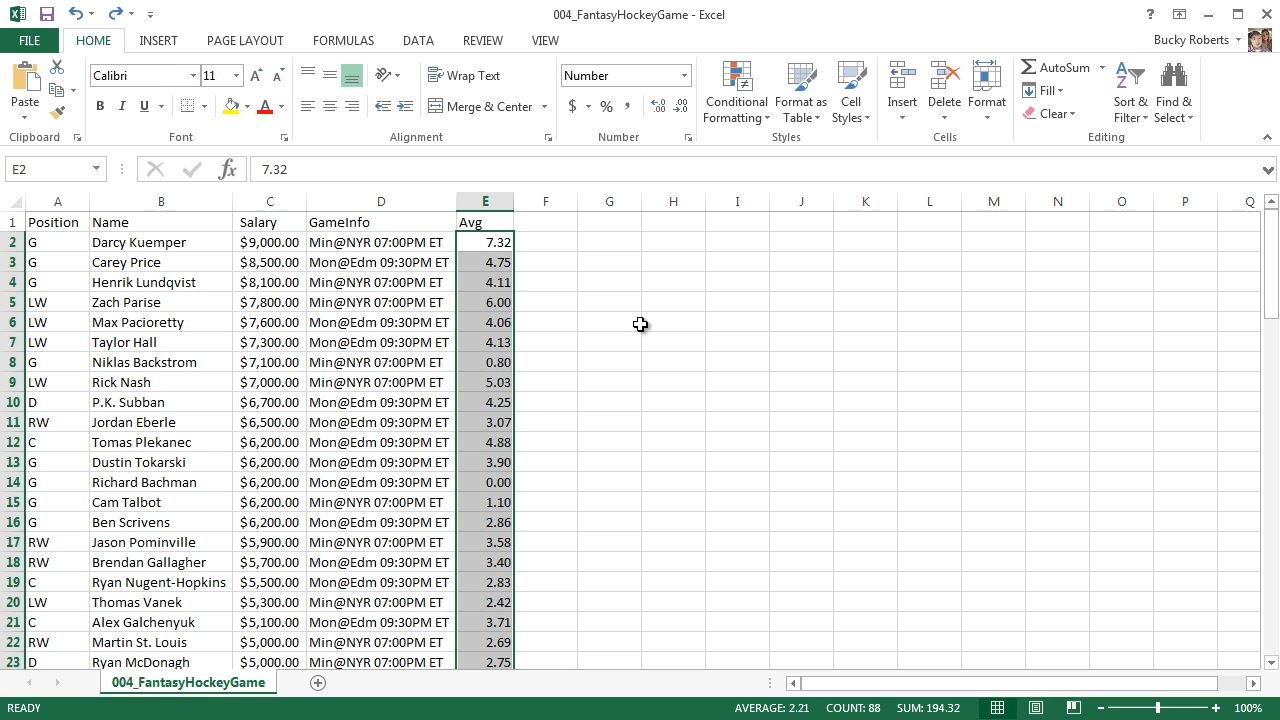 004_FantasyHockeyGame - Excel
?
FILE HOME INSERT PAGE LAYOUT FORMULAS DATA REVIEW VIEW Bucky Roberts
Paste Calibri 11 A A Wrap Text Number Conditional Formatting Format as Table Cell Styles Insert Delete Format AutoSum Sort & Filter Find & Select
B I U A Merge & Center $ % , Fill
Clear
Clipboard Font Alignment Number Styles Cells Editing
E2 fx 7.32
A B C D E F G H I J K L M N O P Q
1 Position Name Salary GameInfo Avg
2 G Darcy Kuemper $9,000.00 Min@NYR 07:00PM ET 7.32
3 G Carey Price $8,500.00 Mon@Edm 09:30PM ET 4.75
4 G Henrik Lundqvist $8,100.00 Min@NYR 07:00PM ET 4.11
5 LW Zach Parise $7,800.00 Min@NYR 07:00PM ET 6.00
6 LW Max Pacioretty $7,600.00 Mon@Edm 09:30PM ET 4.06
7 LW Taylor Hall $7,300.00 Mon@Edm 09:30PM ET 4.13
8 G Niklas Backstrom $7,100.00 Min@NYR 07:00PM ET 0.80
9 LW Rick Nash $7,000.00 Min@NYR 07:00PM ET 5.03
10 D P.K. Subban $6,700.00 Mon@Edm 09:30PM ET 4.25
11 RW Jordan Eberle $6,500.00 Mon@Edm 09:30PM ET 3.07
12 C Tomas Plekanec $6,200.00 Mon@Edm 09:30PM ET 4.88
13 G Dustin Tokarski $6,200.00 Mon@Edm 09:30PM ET 3.90
14 G Richard Bachman $6,200.00 Mon@Edm 09:30PM ET 0.00
15 G Cam Talbot $6,200.00 Min@NYR 07:00PM ET 1.10
16 G Ben Scrivens $6,200.00 Mon@Edm 09:30PM ET 2.86
17 RW Jason Pominville $5,900.00 Min@NYR 07:00PM ET 3.58
18 RW Brendan Gallagher $5,700.00 Mon@Edm 09:30PM ET 3.40
19 C Ryan Nugent-Hopkins $5,500.00 Mon@Edm 09:30PM ET 2.83
20 LW Thomas Vanek $5,300.00 Min@NYR 07:00PM ET 2.42
21 C Alex Galchenyuk $5,100.00 Mon@Edm 09:30PM ET 3.71
22 RW Martin St. Louis $5,000.00 Min@NYR 07:00PM ET 2.69
23 D Ryan McDonagh $5,000.00 Min@NYR 07:00PM ET 2.75
004_FantasyHockeyGame
READY AVERAGE: 2.21 COUNT: 88 SUM: 194.32 100%